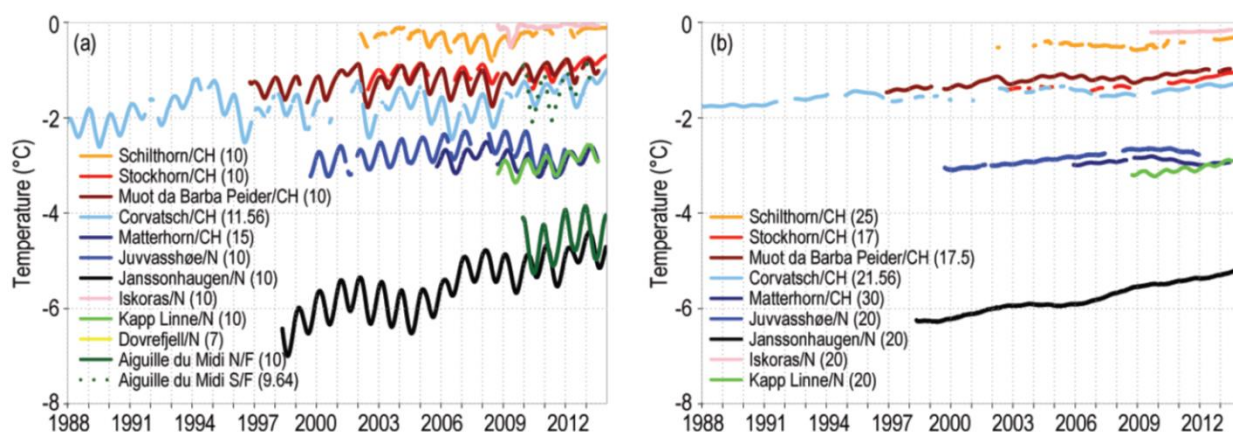 (a)
Temperature (°C)
0
-2
-4
-6
-8
Schilthorn/CH (10)
Stockhorn/CH (10)
Muot da Barba Peider/CH (10)
Corvatsch/CH (11.56)
Matterhorn/CH (15)
Juvvasshøe/N (10)
Janssonhaugen/N (10)
Iskoras/N (10)
Kapp Linne/N (10)
Dovrefjell/N (7)
Aiguille du Midi N/F (10)
Aiguille du Midi S/F (9.64)
1988 1991 1994 1997 2000 2003 2006 2009 2012
(b)
Temperature (°C)
0
-2
-4
-6
-8
Schilthorn/CH (25)
Stockhorn/CH (17)
Muot da Barba Peider/CH (17.5)
Corvatsch/CH (21.56)
Matterhorn/CH (30)
Juvvasshøe/N (20)
Janssonhaugen/N (20)
Iskoras/N (20)
Kapp Linne/N (20)
1988 1991 1994 1997 2000 2003 2006 2009 2012